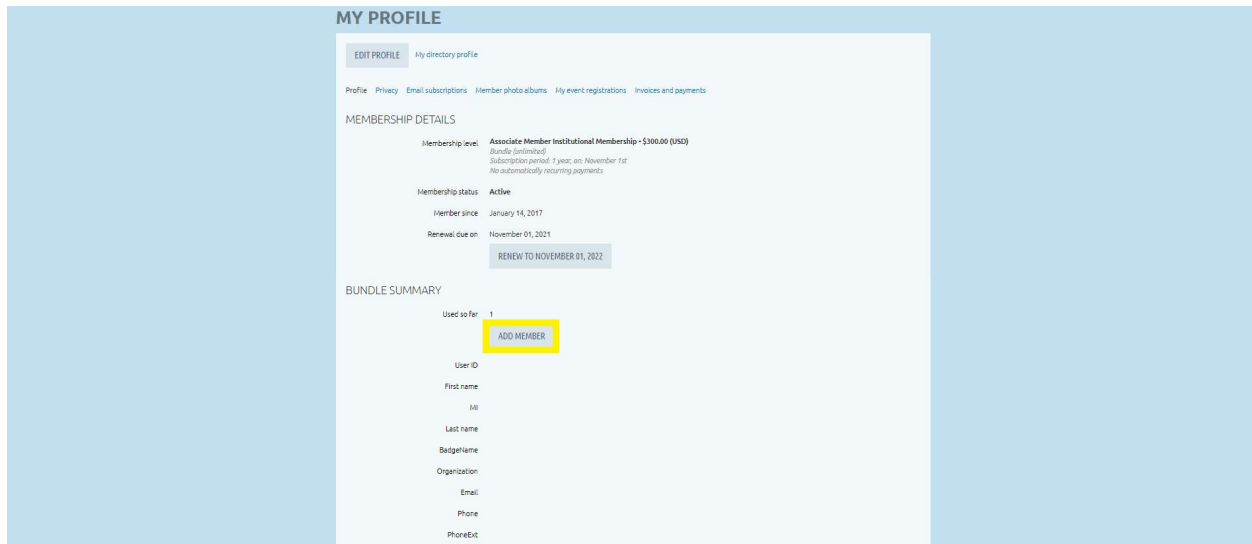 MY PROFILE
EDIT PROFILE My directory profile
Profile Privacy Email subscriptions Member photo albums My event registrations Invoices and payments
MEMBERSHIP DETAILS
Membership level Associate Member Institutional Membership - $300.00 (USD)
Bundle (unlimited)
Subscription period: 1 year, on: November 1st
No automatically recurring payments
Membership status Active
Member since January 14, 2017
Renewal due on November 01, 2021
RENEW TO NOVEMBER 01, 2022
BUNDLE SUMMARY
Used so far 1
ADD MEMBER
User ID
First name
MI
Last name
BadgeName
Organization
Email
Phone
PhoneExt